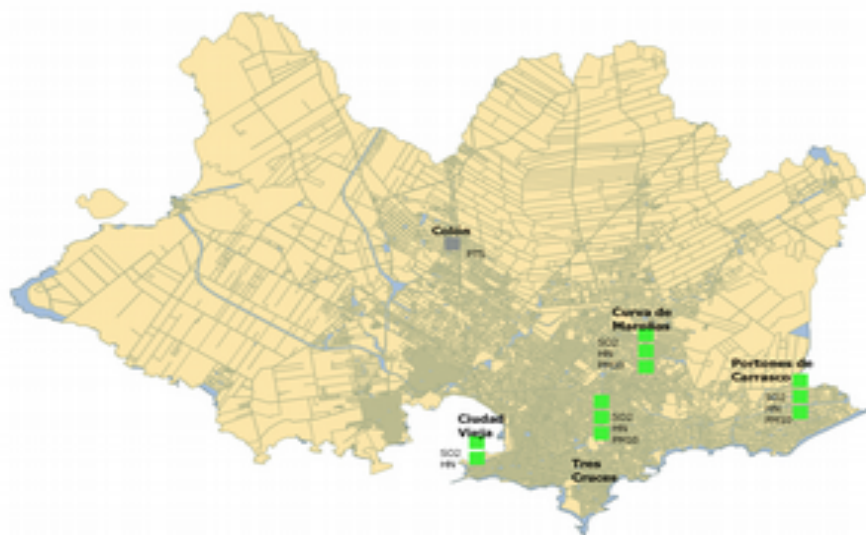 Colón
PTS
Curva de
Maroñas
SO2
HN
PM10
Portones de
Carrasco
SO2
HN
PM10
SO2
HN
PM10
Ciudad
Vieja
SO2
HN
Tres
Cruces